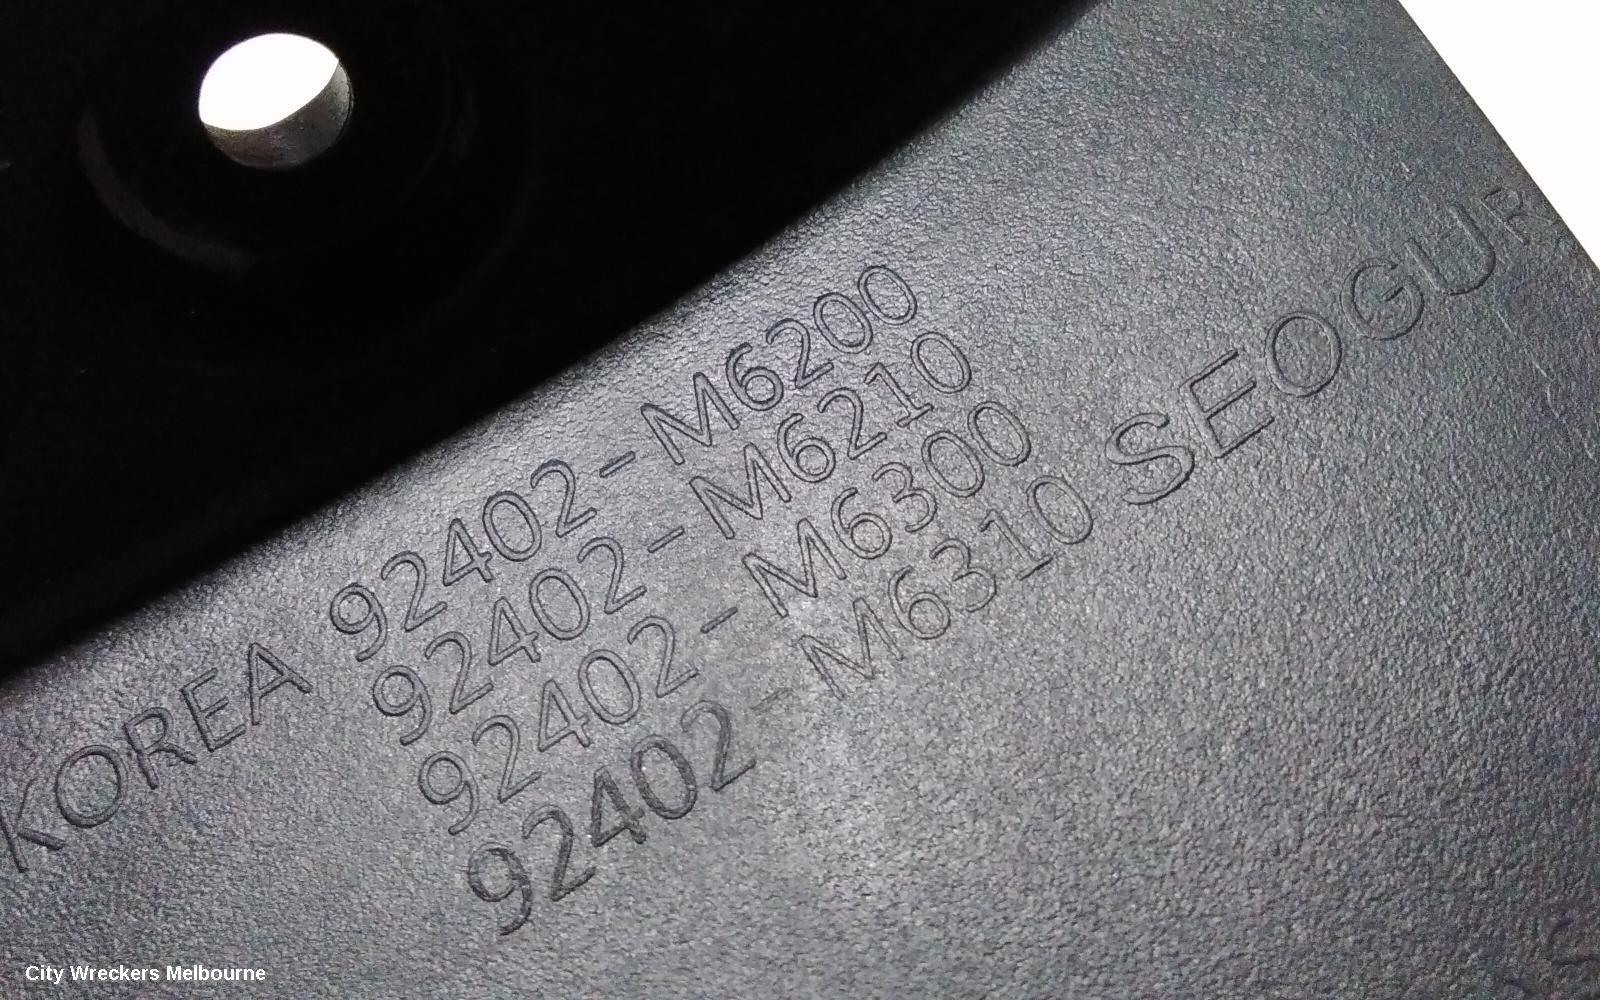 KOREA 92402-M6200 SEOGU
92402-M6210
92402-M6300
92402-M6310
City Wreckers Melbourne